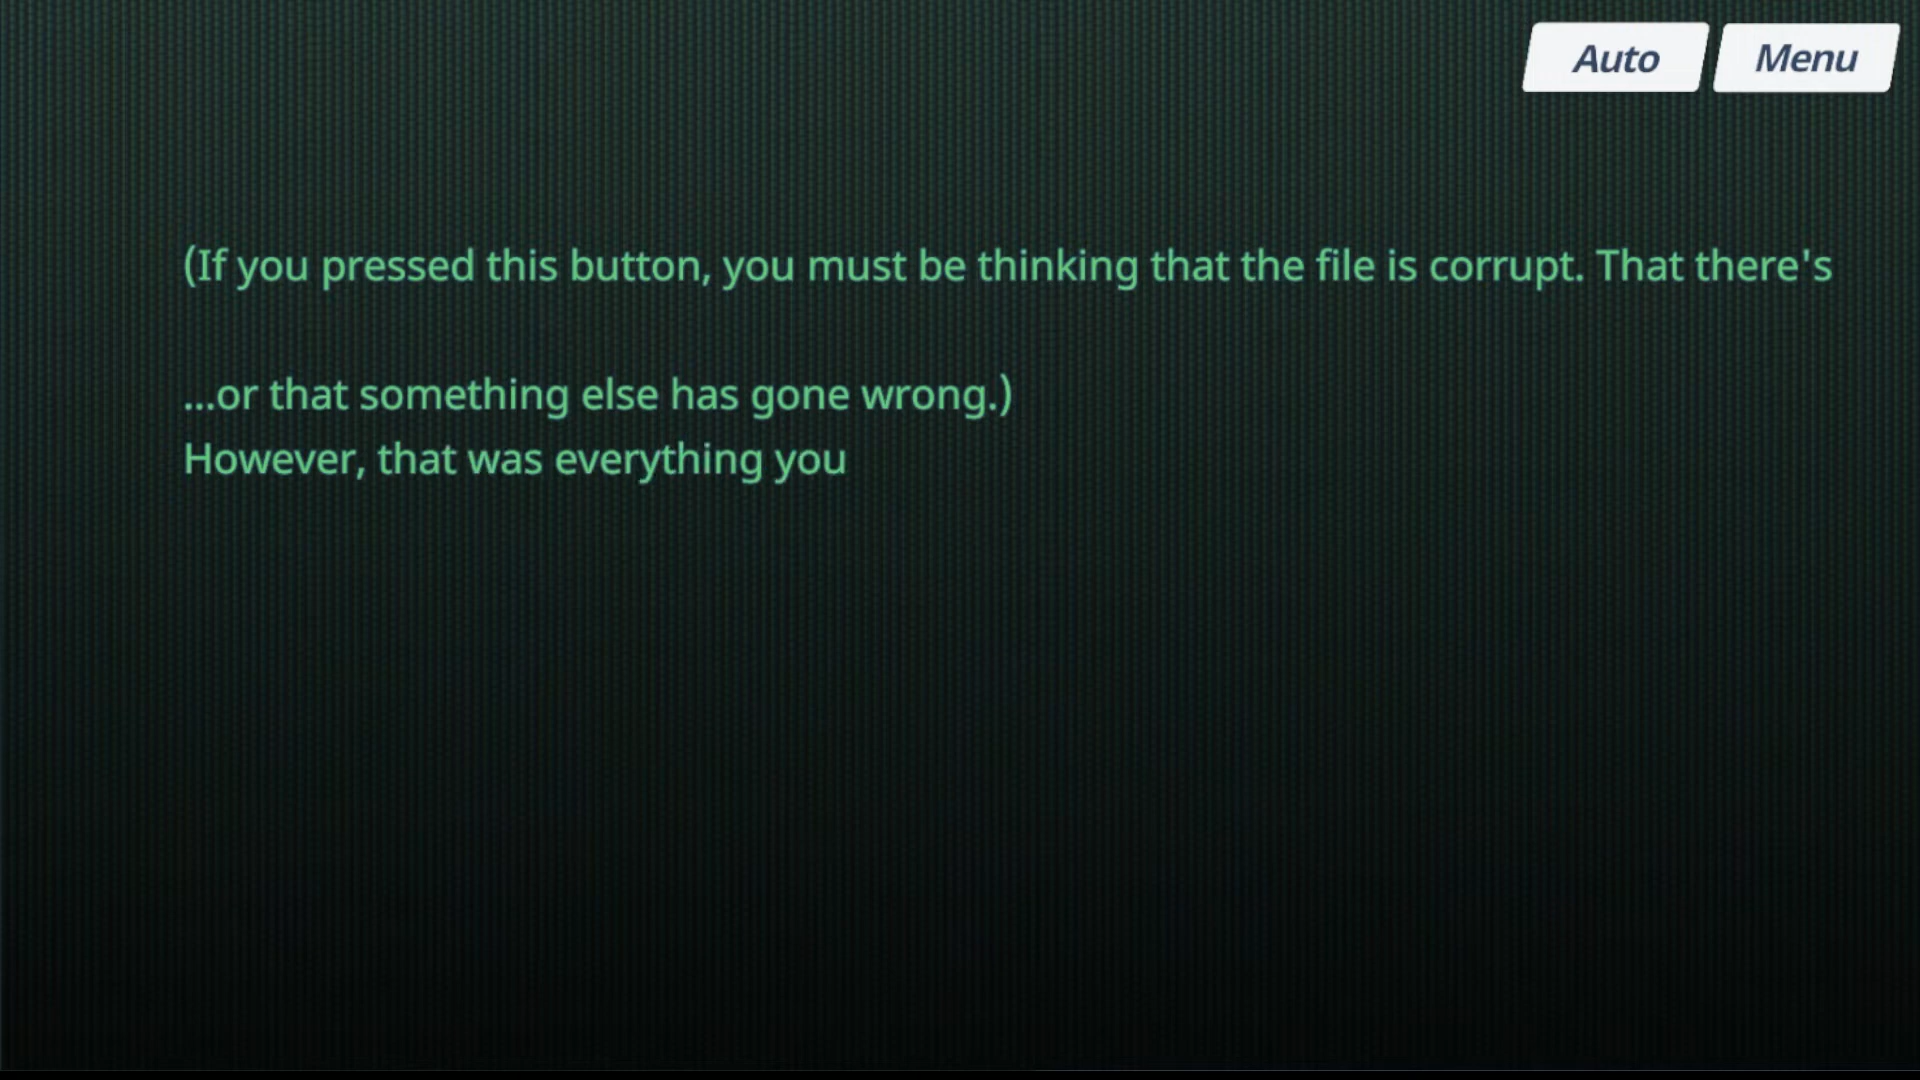 Auto Menu
(If you pressed this button, you must be thinking that the file is corrupt. That there's
...or that something else has gone wrong.)
However, that was everything you